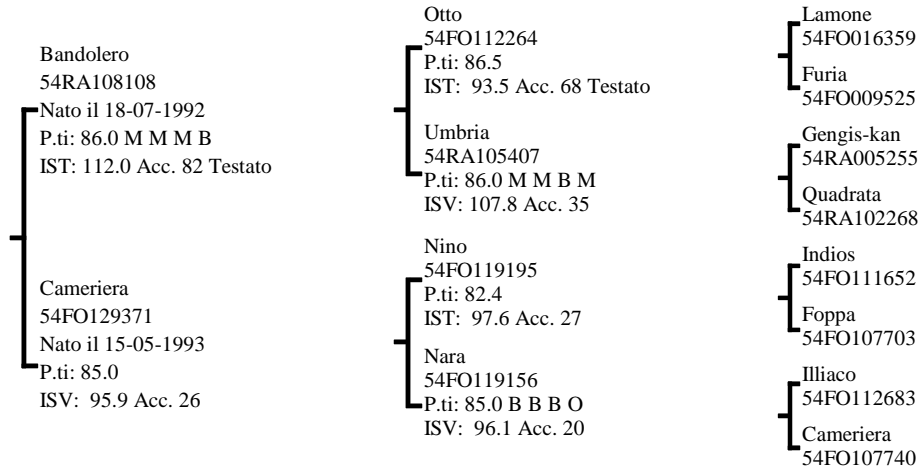 Bandolero
54RA108108
Nato il 18-07-1992
P.ti: 86.0 M M M B
IST: 112.0 Acc. 82 Testato
Cameriera
54FO129371
Nato il 15-05-1993
P.ti: 85.0
ISV: 95.9 Acc. 26
Otto
54FO112264
P.ti: 86.5
IST: 93.5 Acc. 68 Testato
Umbria
54RA105407
P.ti: 86.0 M M B M
ISV: 107.8 Acc. 35
Nino
54FO119195
P.ti: 82.4
IST: 97.6 Acc. 27
Nara
54FO119156
P.ti: 85.0 B B B O
ISV: 96.1 Acc. 20
Lamone
54FO016359
Furia
54FO009525
Gengis-kan
54RA005255
Quadrata
54RA102268
Indios
54FO111652
Foppa
54FO107703
Illiaco
54FO112683
Cameriera
54FO107740